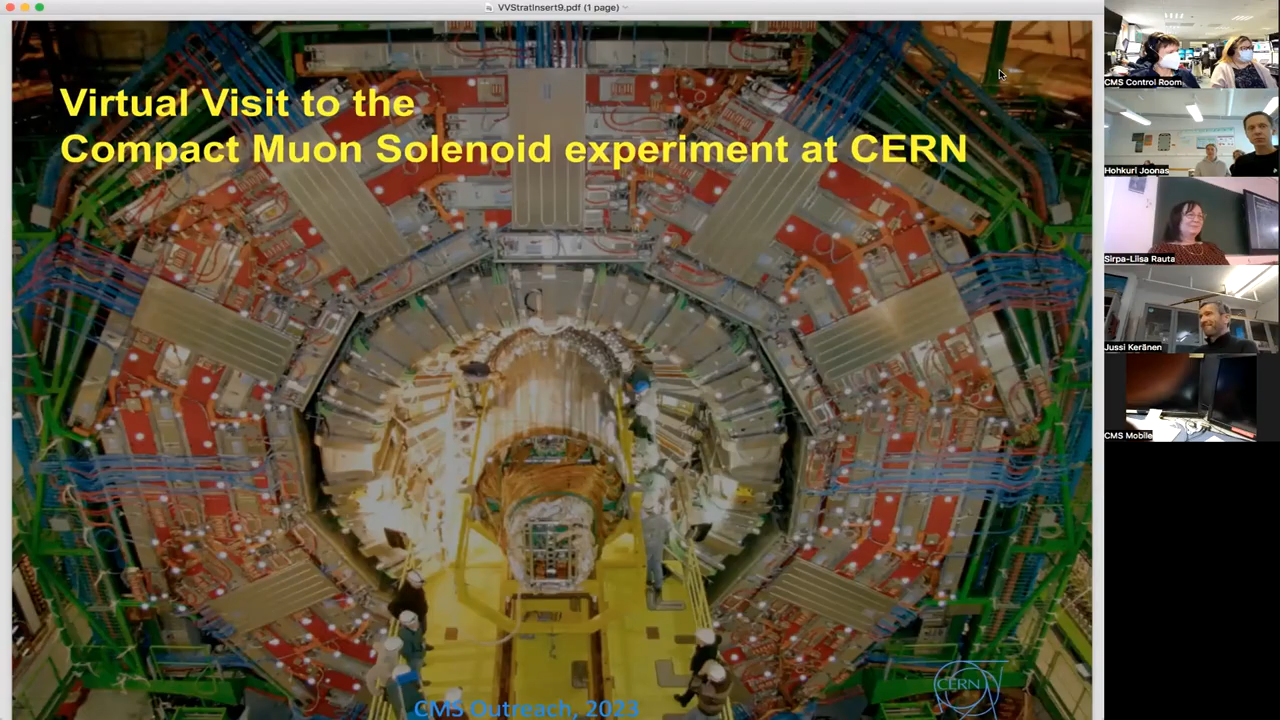 VVStratInsert9.pdf (1 page)
Virtual Visit to the
Compact Muon Solenoid experiment at CERN
CMS Outreach, 2023
CERN
CMS Control Room
Hohkuri Joonas
Sirpa-Liisa Rauta
Jussi Keränen
CMS Mobile